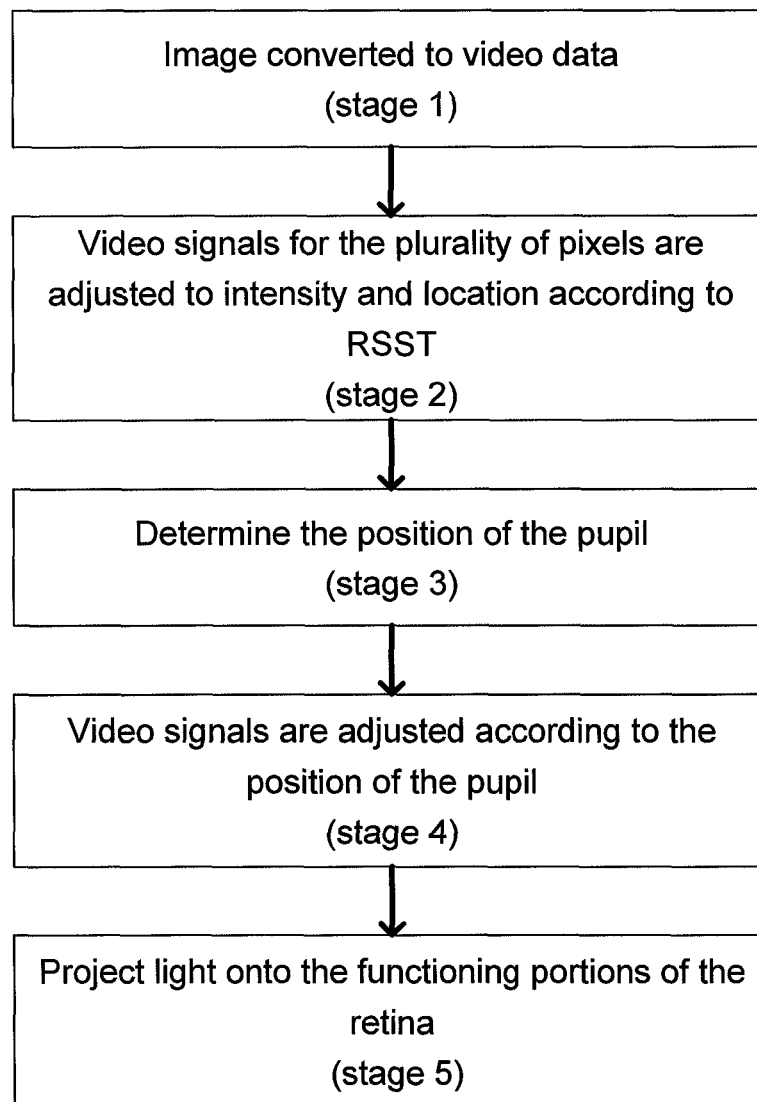 Image converted to video data
(stage 1)
Video signals for the plurality of pixels are
adjusted to intensity and location according to
RSST
(stage 2)
Determine the position of the pupil
(stage 3)
Video signals are adjusted according to the
position of the pupil
(stage 4)
Project light onto the functioning portions of the
retina
(stage 5)